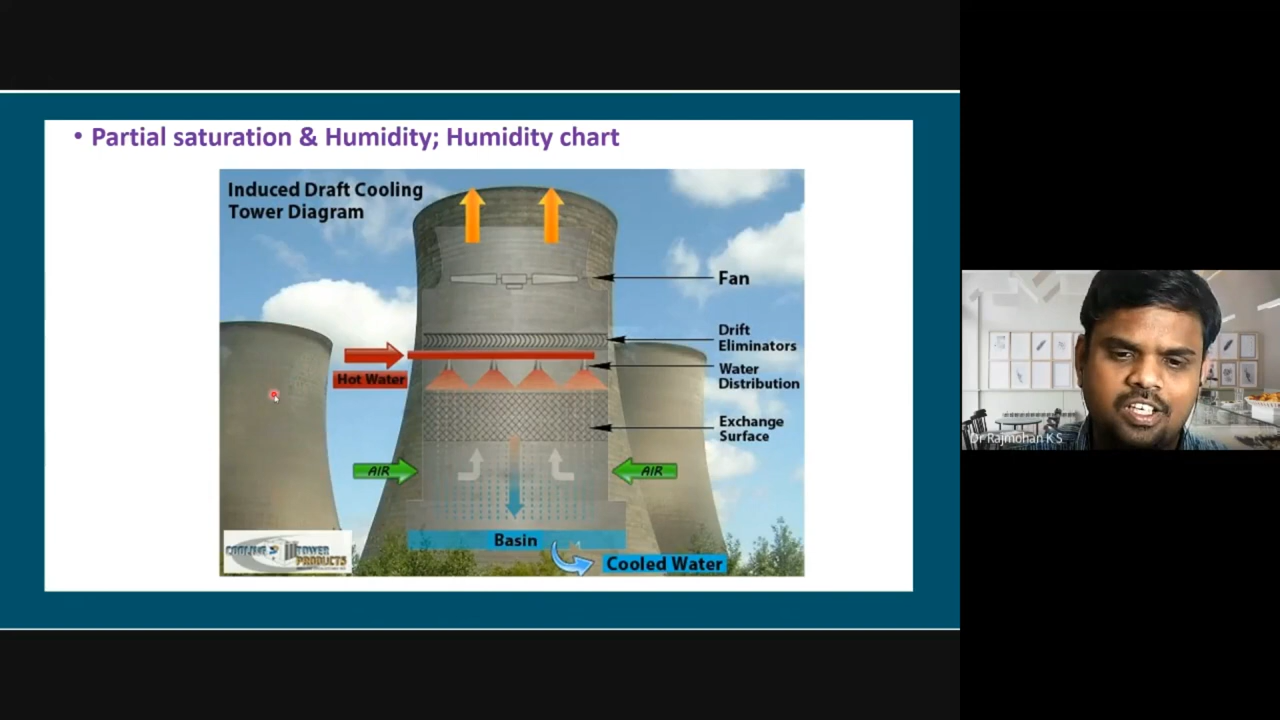 • Partial saturation & Humidity; Humidity chart
Induced Draft Cooling
Tower Diagram
Fan
Drift
Eliminators
Hot Water
Water
Distribution
Exchange
Surface
AIR
AIR
Basin
Cooled Water
COOLING TOWER
PRODUCTS
Dr Rajmohan K S